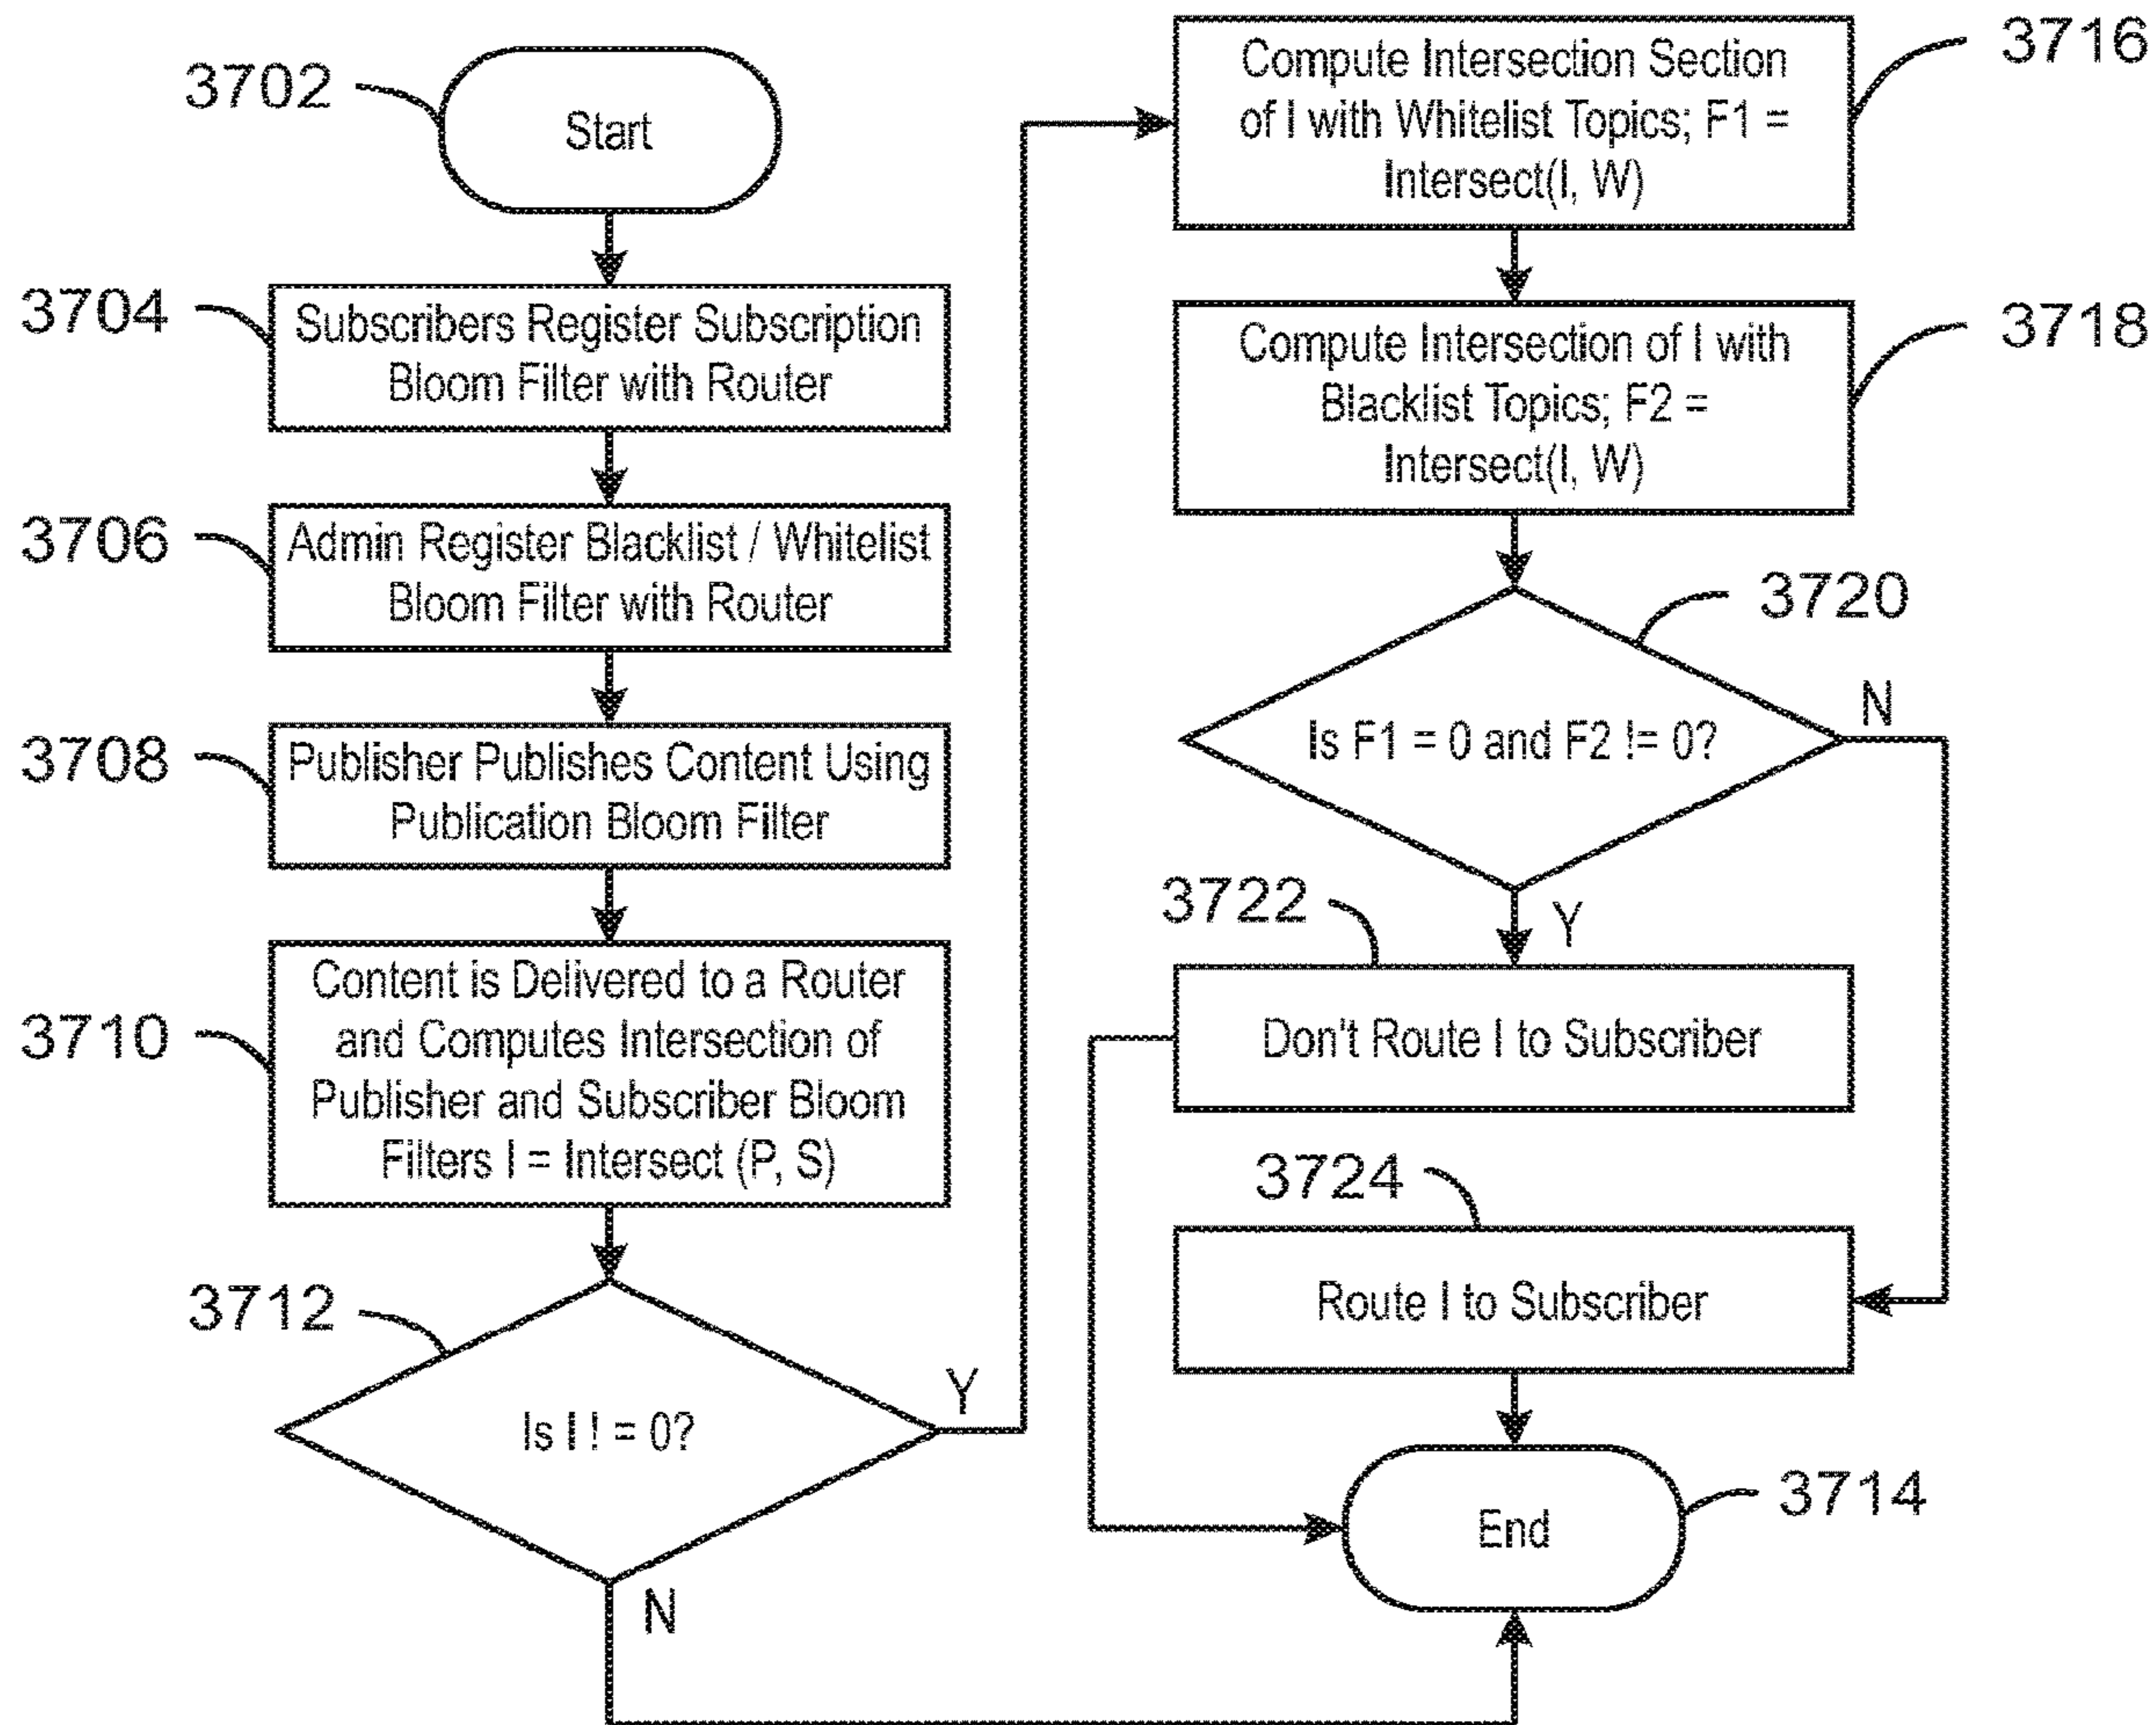 3702
Start
3704
Subscribers Register Subscription
Bloom Filter with Router
3706
Admin Register Blacklist / Whitelist
Bloom Filter with Router
3708
Publisher Publishes Content Using
Publication Bloom Filter
3710
Content is Delivered to a Router
and Computes Intersection of
Publisher and Subscriber Bloom
Filters I = Intersect (P, S)
3712
Is I ! = 0?
Y
N
Compute Intersection Section
of I with Whitelist Topics; F1 =
Intersect(I, W)
3716
Compute Intersection of I with
Blacklist Topics; F2 =
Intersect(I, W)
3718
3720
Is F1 = 0 and F2 != 0?
N
Y
3722
Don't Route I to Subscriber
3724
Route I to Subscriber
End
3714